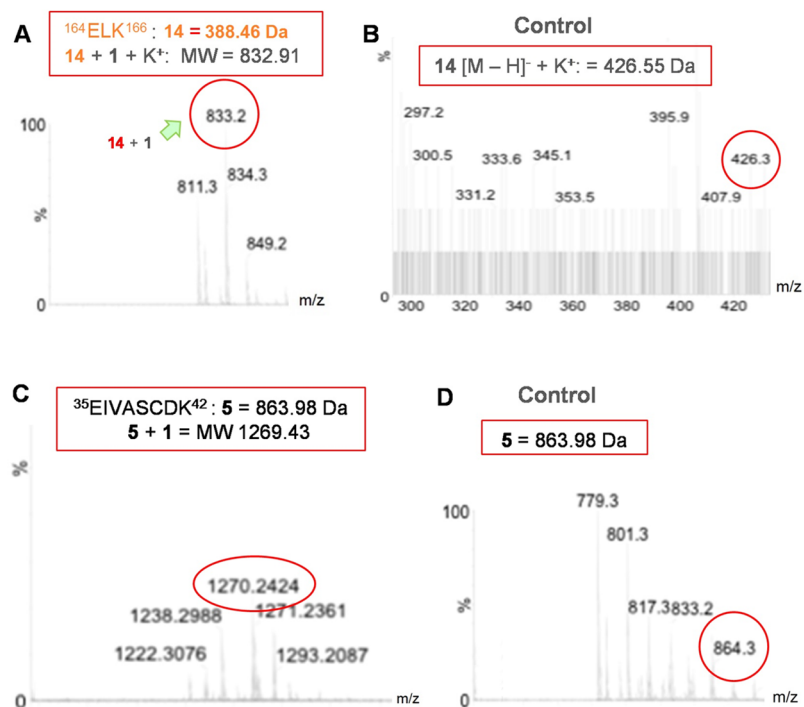 A
¹⁶⁴ELK¹⁶⁶ : 14 = 388.46 Da
14 + 1 + K⁺: MW = 832.91
833.2
14 + 1
100
834.3
811.3
%
849.2
0
m/z
B
Control
14 [M – H]⁻ + K⁺: = 426.55 Da
297.2
395.9
300.5
333.6
345.1
426.3
331.2
353.5
407.9
%
0
m/z
300
320
340
360
380
400
420
C
³⁵EIVASCDK⁴² : 5 = 863.98 Da
5 + 1 = MW 1269.43
%
1270.2424
1238.2988
1271.2361
1222.3076
1293.2087
0
m/z
D
Control
5 = 863.98 Da
779.3
100
801.3
%
817.3
833.2
864.3
0
m/z